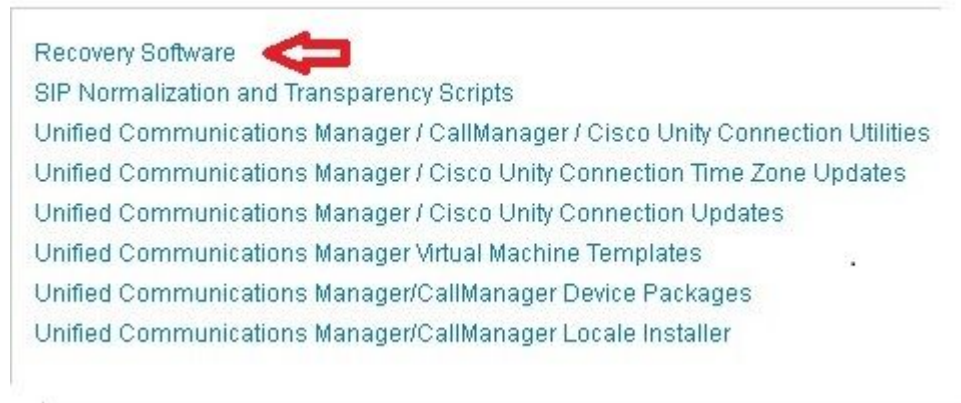 Recovery Software
SIP Normalization and Transparency Scripts
Unified Communications Manager / CallManager / Cisco Unity Connection Utilities
Unified Communications Manager / Cisco Unity Connection Time Zone Updates
Unified Communications Manager / Cisco Unity Connection Updates
Unified Communications Manager Virtual Machine Templates
Unified Communications Manager/CallManager Device Packages
Unified Communications Manager/CallManager Locale Installer